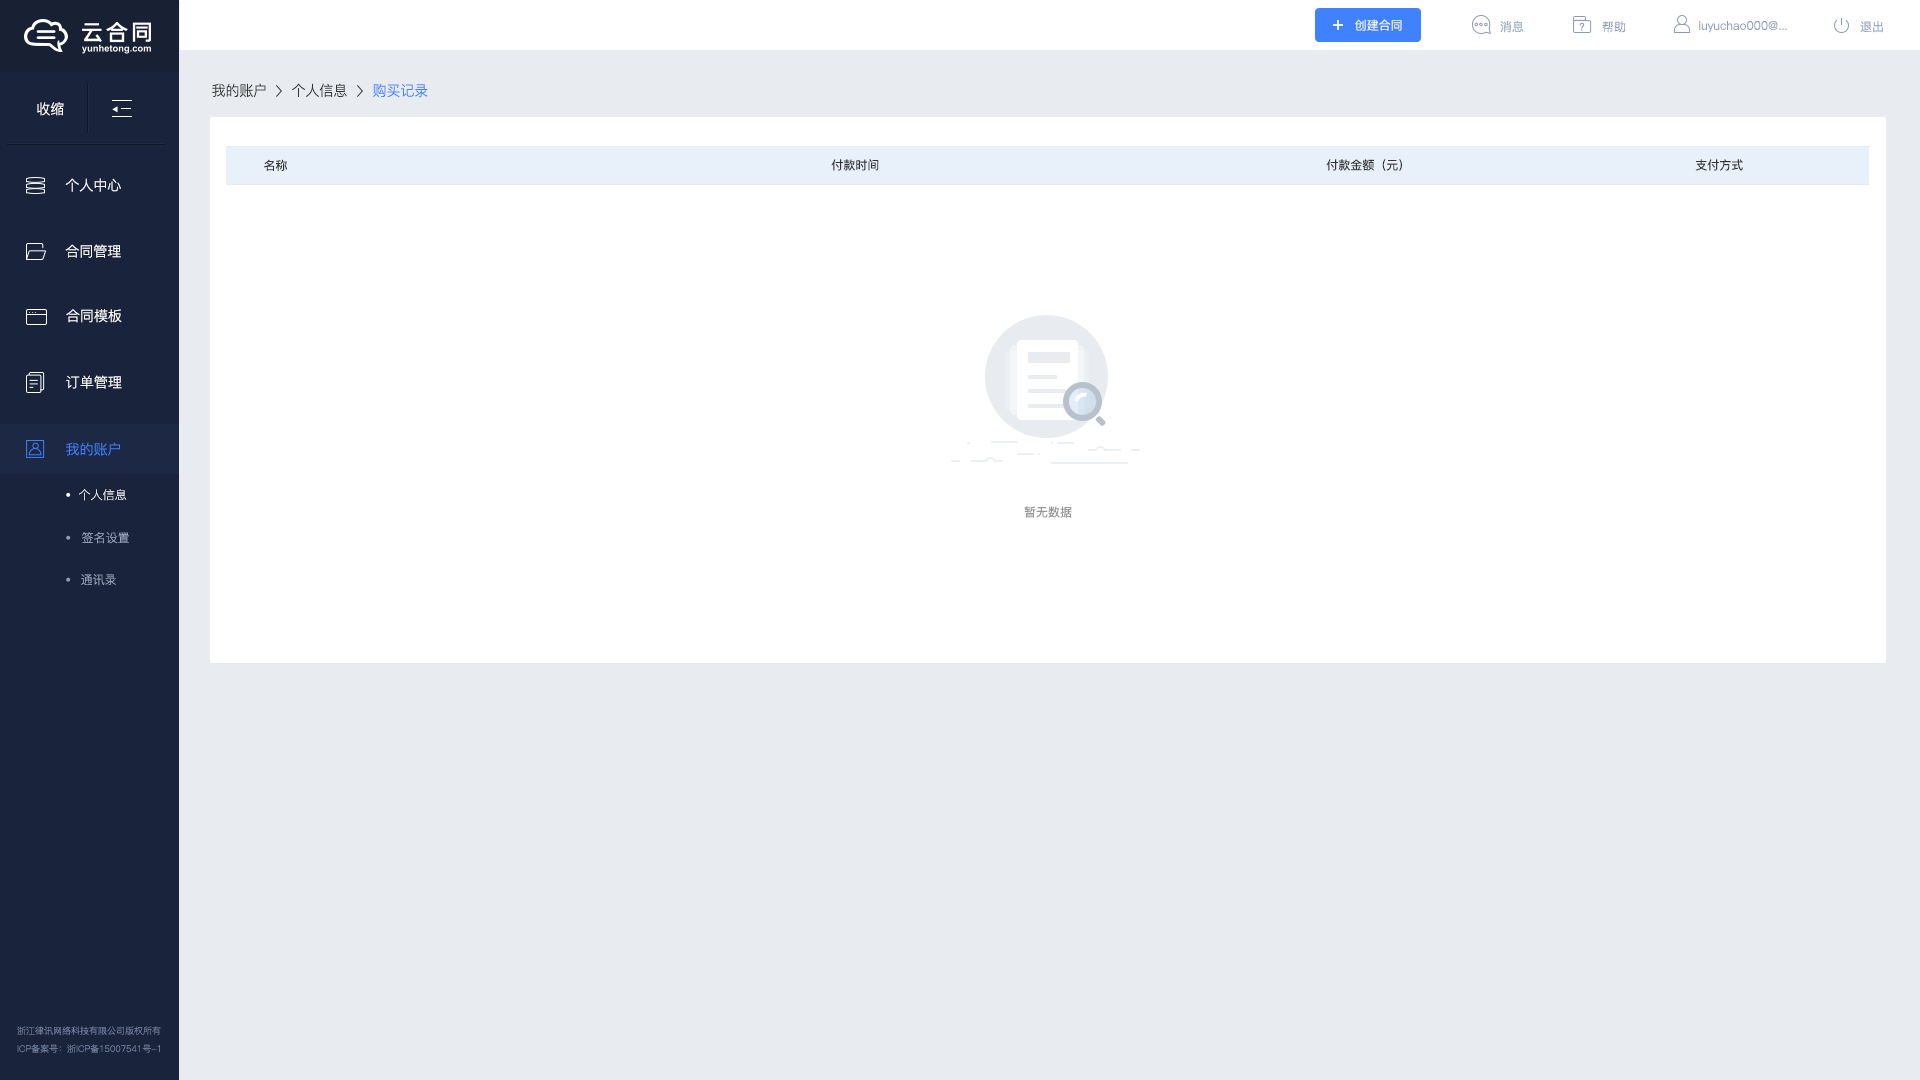 云合同
yunhetong.com
创建合同
消息
帮助
luyuchao000@...
退出
收缩
个人中心
合同管理
合同模板
订单管理
我的账户
个人信息
签名设置
通讯录
我的账户 > 个人信息 > 购买记录
名称 付款时间 付款金额（元） 支付方式
暂无数据
浙江律讯网络科技有限公司版权所有
ICP备案号：浙ICP备15007541号-1